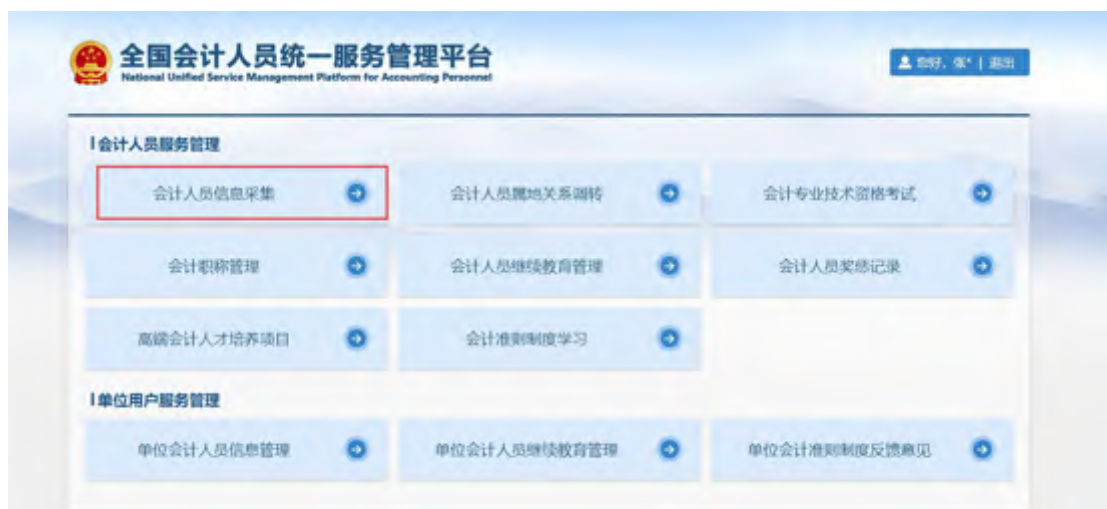 全国会计人员统一服务管理平台
National Unified Service Management Platform for Accounting Personnel
您好，张* | 退出
会计人员服务管理
会计人员信息采集
会计人员属地关系调转
会计专业技术资格考试
会计职称管理
会计人员继续教育管理
会计人员奖惩记录
高端会计人才培养项目
会计准则制度学习
单位用户服务管理
单位会计人员信息管理
单位会计人员继续教育管理
单位会计准则制度反馈意见